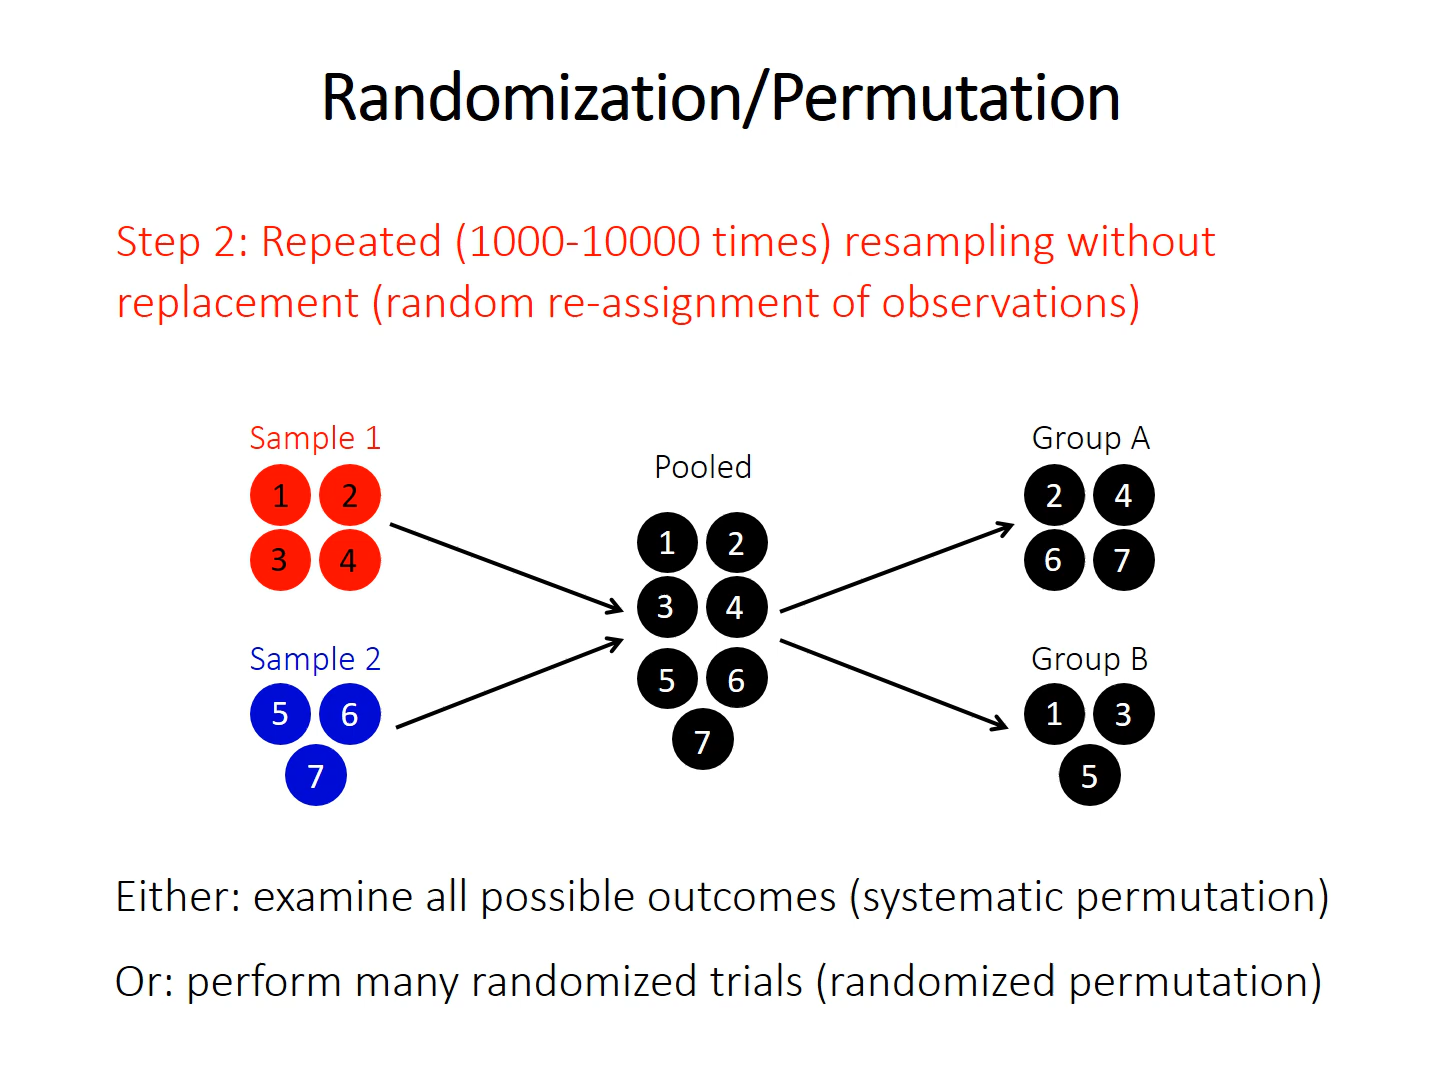 Randomization/Permutation
Step 2: Repeated (1000-10000 times) resampling without
replacement (random re-assignment of observations)
Sample 1
1 2
3 4
Sample 2
5 6
7
Pooled
1 2
3 4
5 6
7
Group A
2 4
6 7
Group B
1 3
5
Either: examine all possible outcomes (systematic permutation)
Or: perform many randomized trials (randomized permutation)